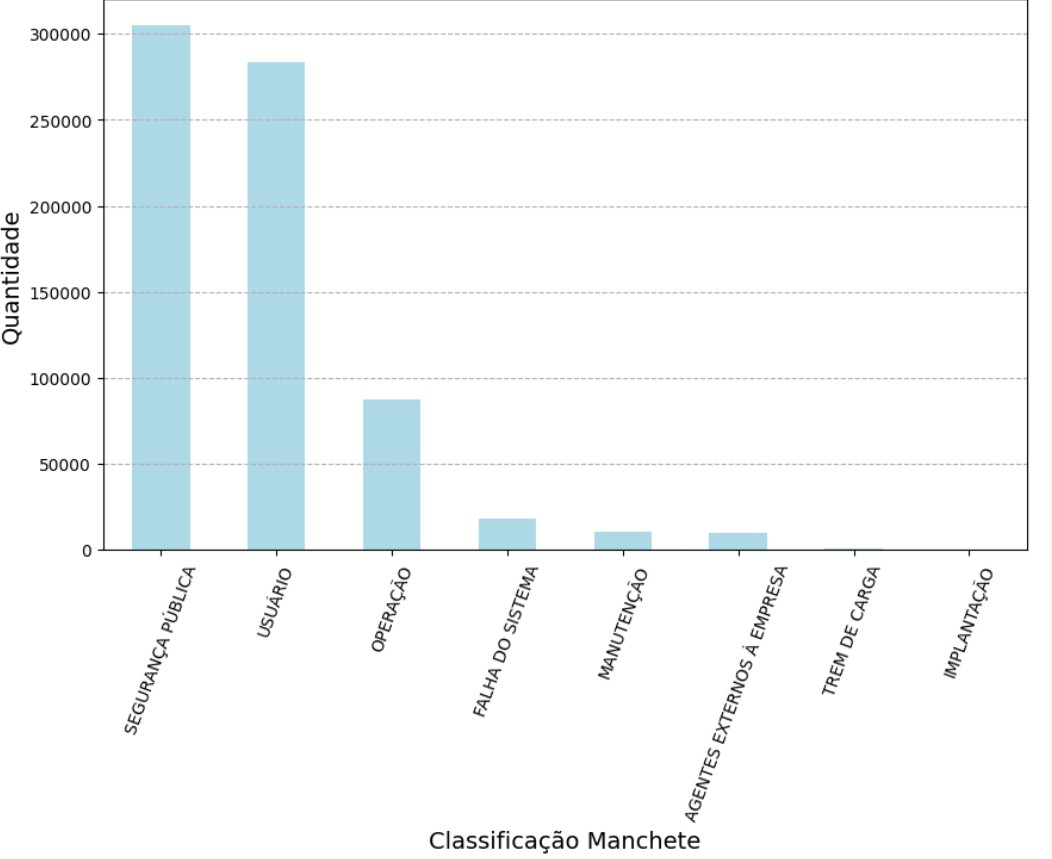 Quantidade
300000
250000
200000
150000
100000
50000
0
SEGURANÇA PÚBLICA
USUÁRIO
OPERAÇÃO
FALHA DO SISTEMA
MANUTENÇÃO
AGENTES EXTERNOS À EMPRESA
TREM DE CARGA
IMPLANTAÇÃO
Classificação Manchete